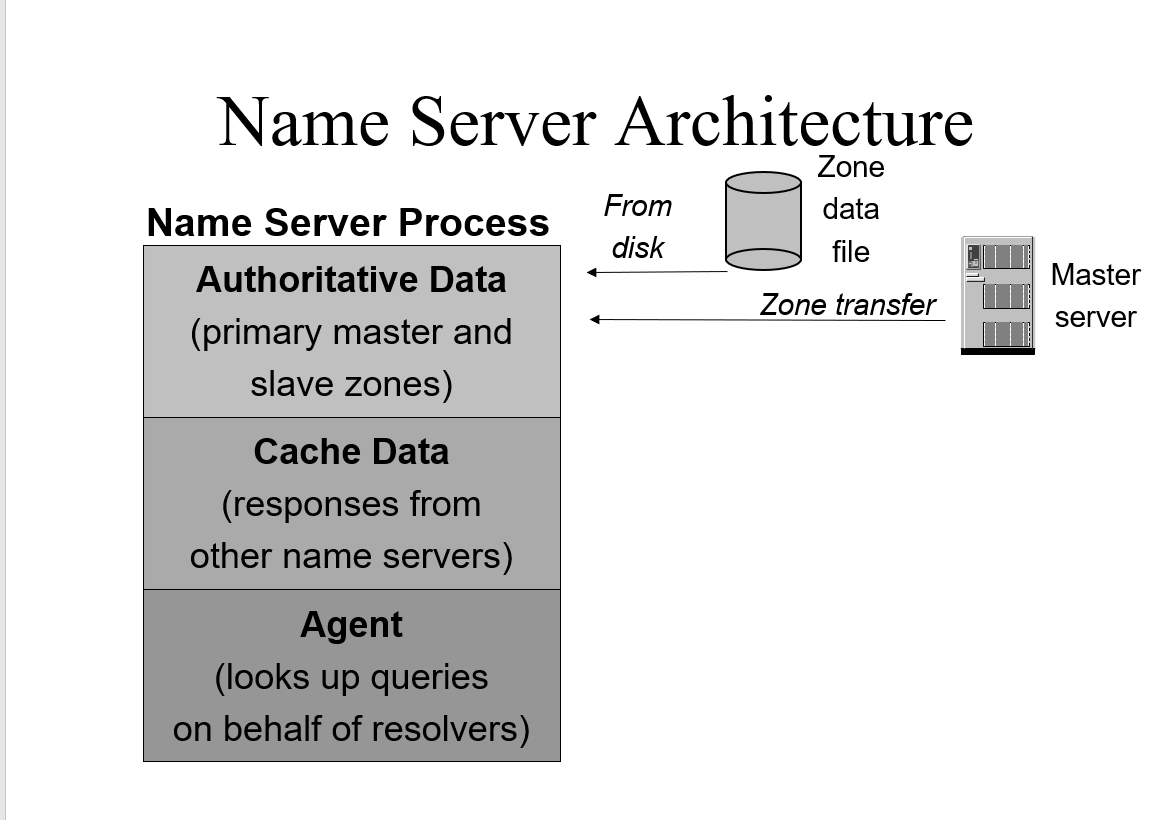 Name Server Architecture
Name Server Process
Authoritative Data
(primary master and
slave zones)
Cache Data
(responses from
other name servers)
Agent
(looks up queries
on behalf of resolvers)
From
disk
Zone
data
file
Zone transfer
Master
server